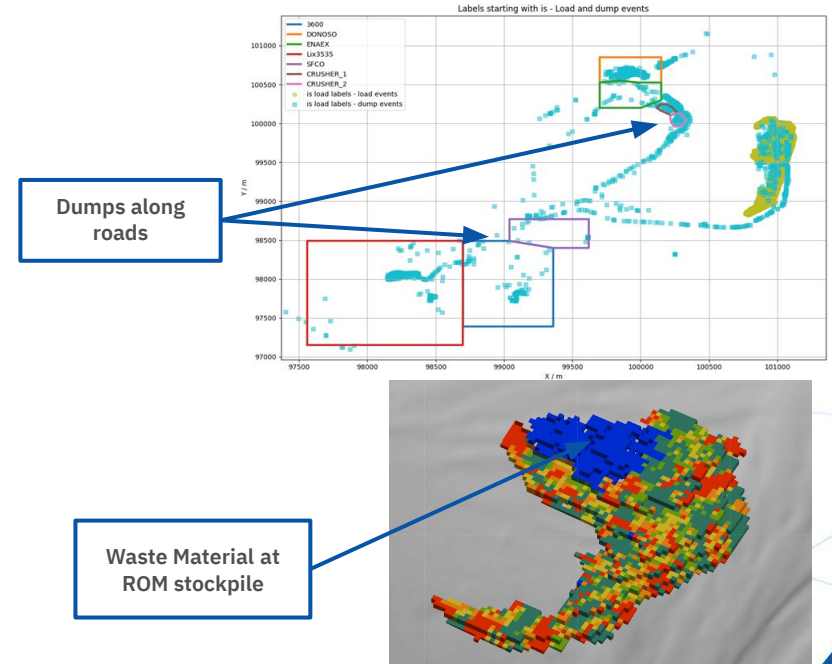 Labels starting with is - Load and dump events
3600
DONOSO
ENAEX
Lix3535
SFCO
CRUSHER_1
CRUSHER_2
is load labels - load events
is load labels - dump events
101000
100500
100000
99500
99000
98500
98000
97500
97000
Y / m
97500 98000 98500 99000 99500 100000 100500 101000
X / m
Dumps along
roads
Waste Material at
ROM stockpile